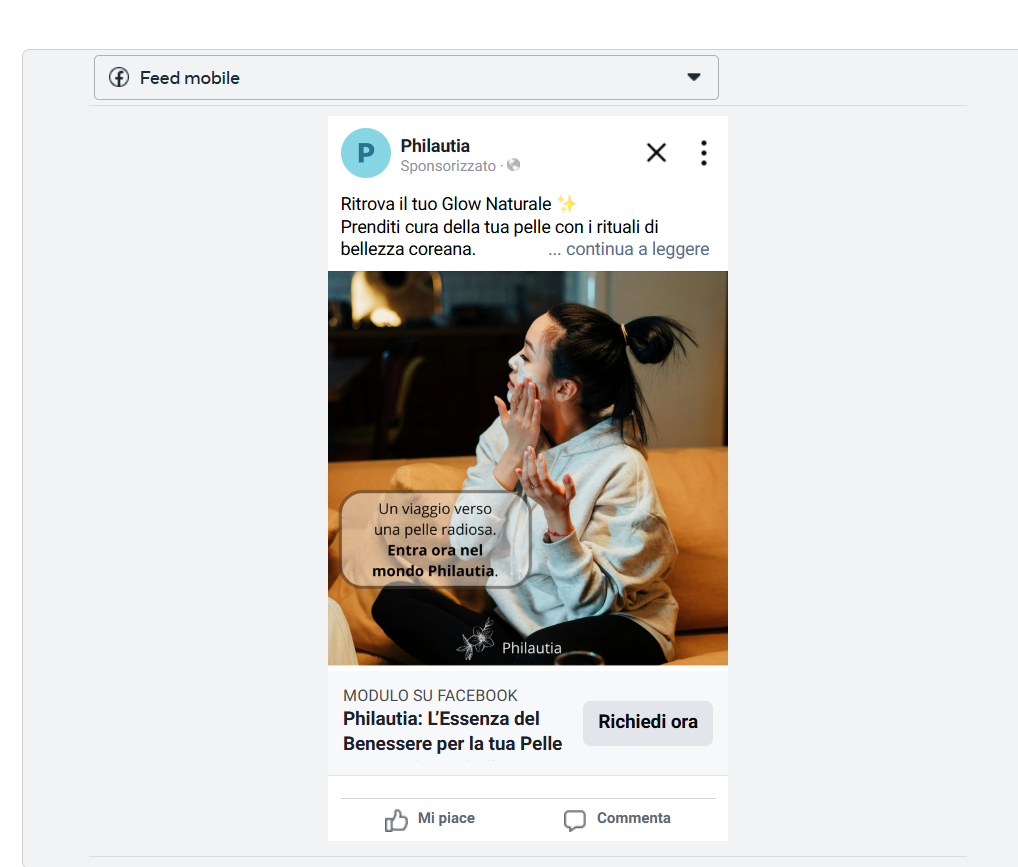 Feed mobile
P
Philautia
Sponsorizzato ·
Ritrova il tuo Glow Naturale ✨
Prenditi cura della tua pelle con i rituali di
bellezza coreana. ... continua a leggere
Un viaggio verso
una pelle radiosa.
Entra ora nel
mondo Philautia.
Philautia
MODULO SU FACEBOOK
Philautia: L’Essenza del
Benessere per la tua Pelle
Richiedi ora
Mi piace
Commenta